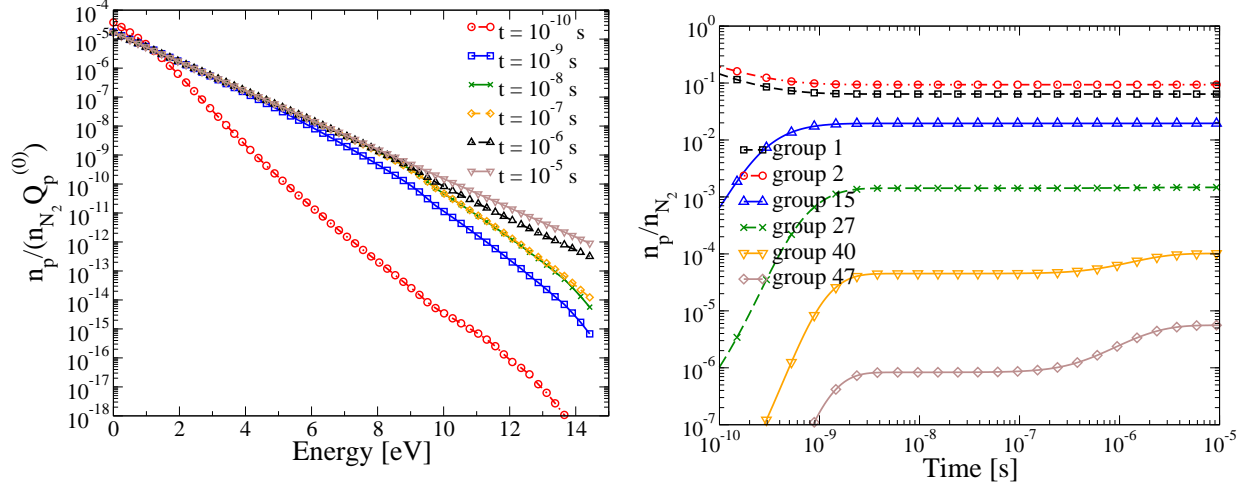 10^-4
10^-5
10^-6
10^-7
10^-8
10^-9
10^-10
10^-11
10^-12
10^-13
10^-14
10^-15
10^-16
10^-17
10^-18
n_p/(n_N_2 Q_p^(0))
0 2 4 6 8 10 12 14
Energy [eV]
t = 10^-10 s
t = 10^-9 s
t = 10^-8 s
t = 10^-7 s
t = 10^-6 s
t = 10^-5 s
10^0
10^-1
10^-2
10^-3
10^-4
10^-5
10^-6
10^-7
n_p/n_N_2
group 1
group 2
group 15
group 27
group 40
group 47
10^-10 10^-9 10^-8 10^-7 10^-6 10^-5
Time [s]